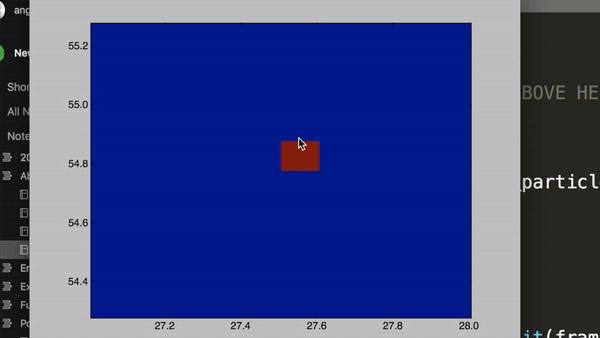 ang
New
Shor
All N
Note
20
Ab
En
Ex
Fu
Po
55.2
55.0
54.8
54.6
54.4
27.2
27.4
27.6
27.8
28.0
BOVE HE
particl
it(fram